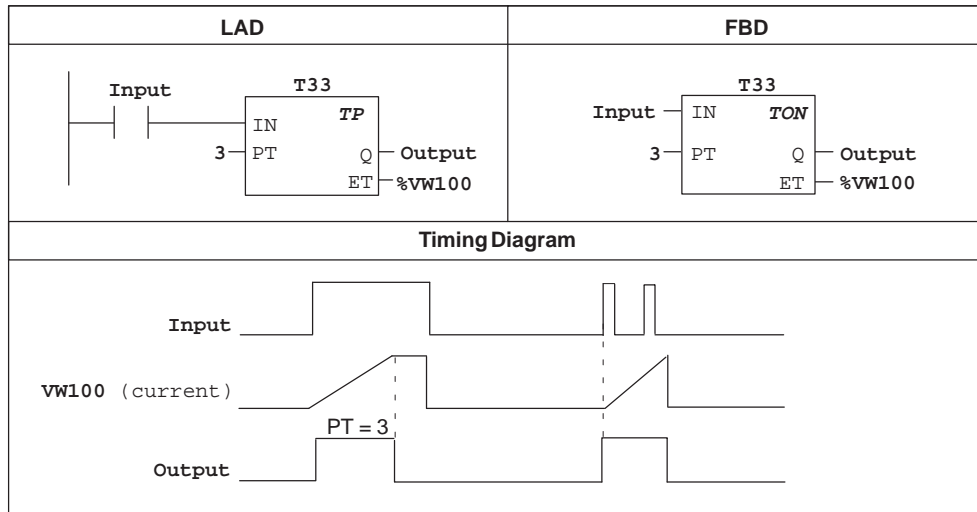 LAD
FBD
Input
T33
IN TP
3 PT Q Output
ET %VW100
T33
Input IN TON
3 PT Q Output
ET %VW100
Timing Diagram
Input
VW100 (current)
PT = 3
Output